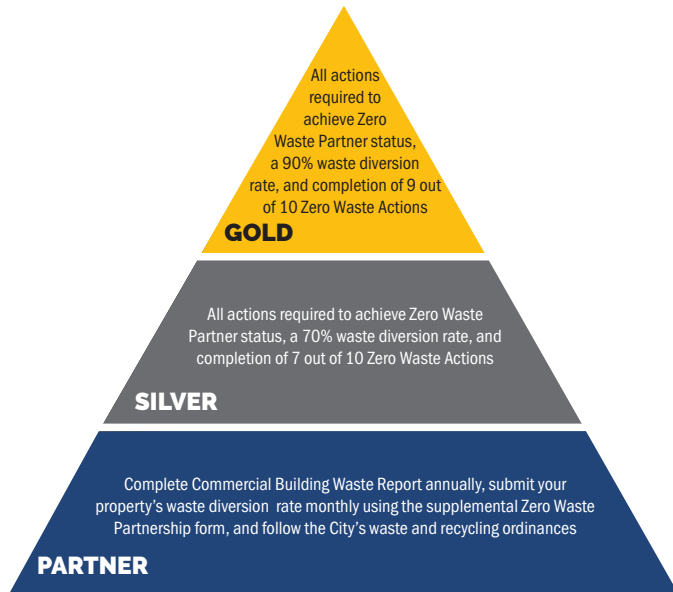 All actions
required to
achieve Zero
Waste Partner status,
a 90% waste diversion
rate, and completion of 9 out
of 10 Zero Waste Actions
GOLD
All actions required to achieve Zero Waste
Partner status, a 70% waste diversion rate, and
completion of 7 out of 10 Zero Waste Actions
SILVER
Complete Commercial Building Waste Report annually, submit your
property's waste diversion rate monthly using the supplemental Zero Waste
Partnership form, and follow the City's waste and recycling ordinances
PARTNER